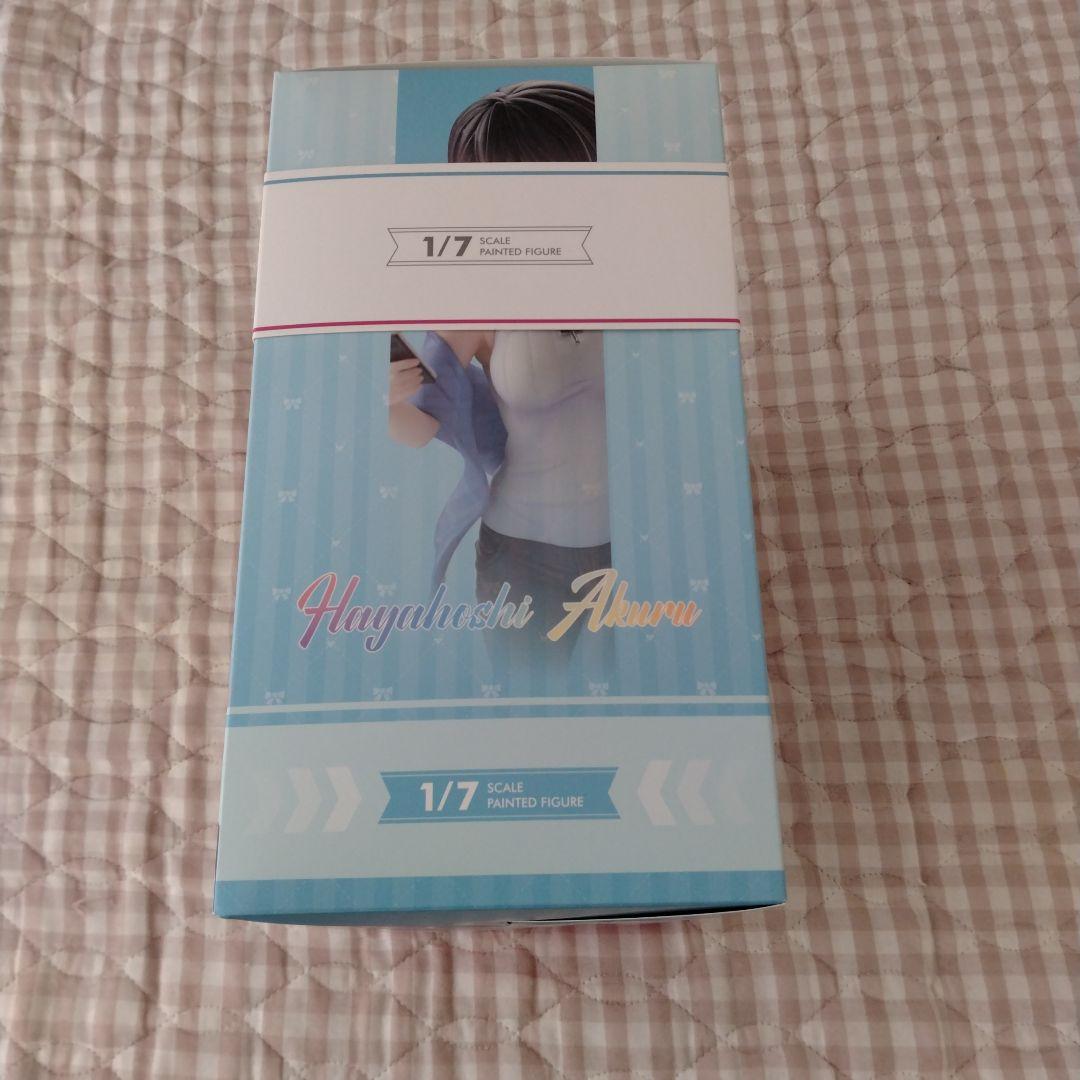 1/7 SCALE
PAINTED FIGURE
Hayahoshi Akuru
1/7 SCALE
PAINTED FIGURE